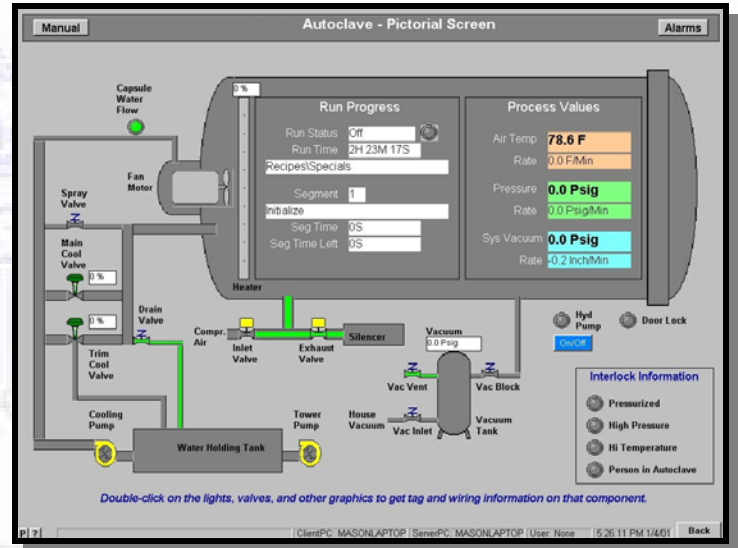 Manual
Autoclave - Pictorial Screen
Alarms
Capsule
Water
Flow
0 %
Run Progress
Run Status Off
Run Time 2H 23M 17S
Recipes\Specials
Segment 1
Initialize
Seg Time 0S
Seg Time Left 0S
Process Values
Air Temp 78.6 F
Rate 0.0 F/Min
Pressure 0.0 Psig
Rate 0.0 Psig/Min
Sys Vacuum 0.0 Psig
Rate -0.2 Inch/Min
Fan
Motor
Spray
Valve
Main
Cool
Valve
0 %
Heater
Drain
Valve
0 %
Trim
Cool
Valve
Compr.
Air
Inlet
Valve
Exhaust
Valve
Silencer
Vacuum
0.0 Psig
Hyd
Pump
On/Off
Door Lock
Vac Vent
Vac Block
House
Vacuum
Vac Inlet
Vacuum
Tank
Interlock Information
Pressurized
High Pressure
Hi Temperature
Person in Autoclave
Cooling
Pump
Water Holding Tank
Tower
Pump
Double-click on the lights, valves, and other graphics to get tag and wiring information on that component.
P ?
ClientPC: MASONLAPTOP ServerPC: MASONLAPTOP User: None 5:26:11 PM 1/4/01
Back